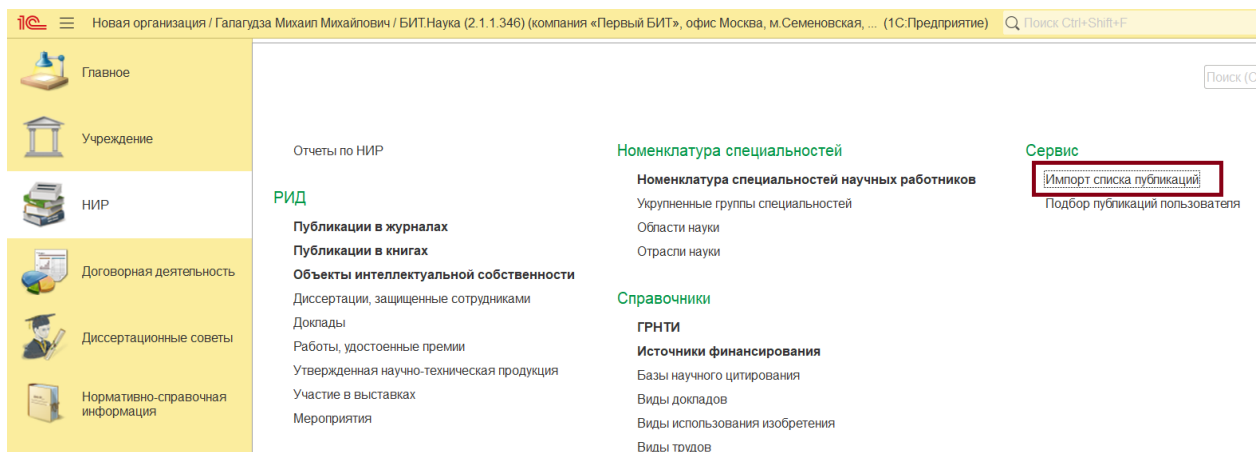 1С Новая организация / Галагудза Михаил Михайлович / БИТ.Наука (2.1.1.346) (компания «Первый БИТ», офис Москва, м.Семеновская, ... (1С:Предприятие) Поиск Ctrl+Shift+F
Главное
Учреждение
НИР
Договорная деятельность
Диссертационные советы
Нормативно-справочная
информация
Поиск (C
Отчеты по НИР
РИД
Публикации в журналах
Публикации в книгах
Объекты интеллектуальной собственности
Диссертации, защищенные сотрудниками
Доклады
Работы, удостоенные премии
Утвержденная научно-техническая продукция
Участие в выставках
Мероприятия
Номенклатура специальностей
Номенклатура специальностей научных работников
Укрупненные группы специальностей
Области науки
Отрасли науки
Справочники
ГРНТИ
Источники финансирования
Базы научного цитирования
Виды докладов
Виды использования изобретения
Виды трудов
Сервис
Импорт списка публикаций
Подбор публикаций пользователя